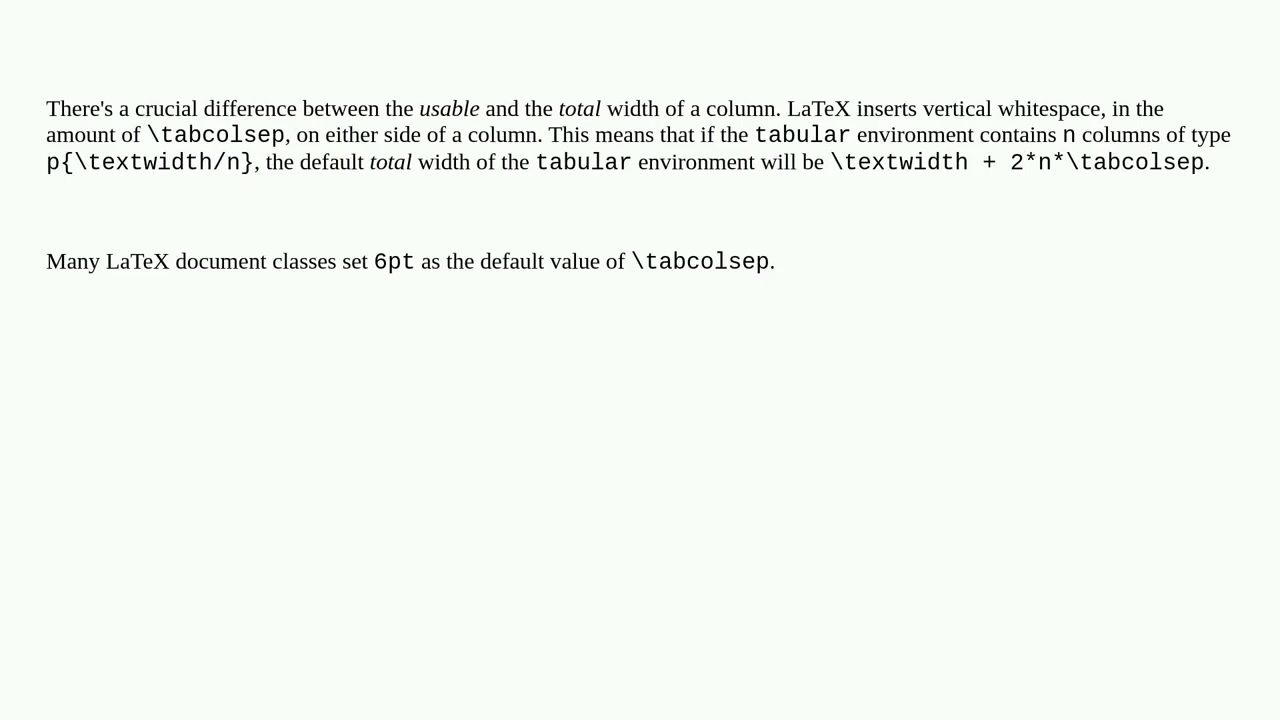 There's a crucial difference between the usable and the total width of a column. LaTeX inserts vertical whitespace, in the
amount of \tabcolsep, on either side of a column. This means that if the tabular environment contains n columns of type
p{\textwidth/n}, the default total width of the tabular environment will be \textwidth + 2*n*\tabcolsep.
Many LaTeX document classes set 6pt as the default value of \tabcolsep.